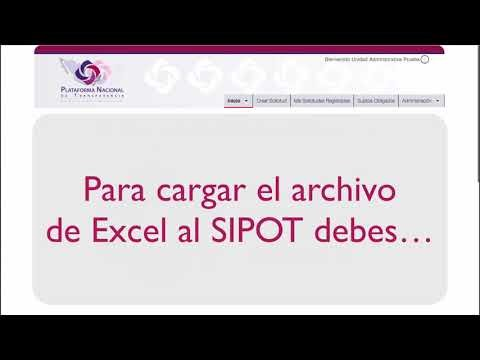 Bienvenido Unidad Administrativa Prueba
PLATAFORMA NACIONAL
DE TRANSPARENCIA
Inicio
Crear Solicitud
Mis Solicitudes Registradas
Sujetos Obligados
Administración
Para cargar el archivo
de Excel al SIPOT debes…